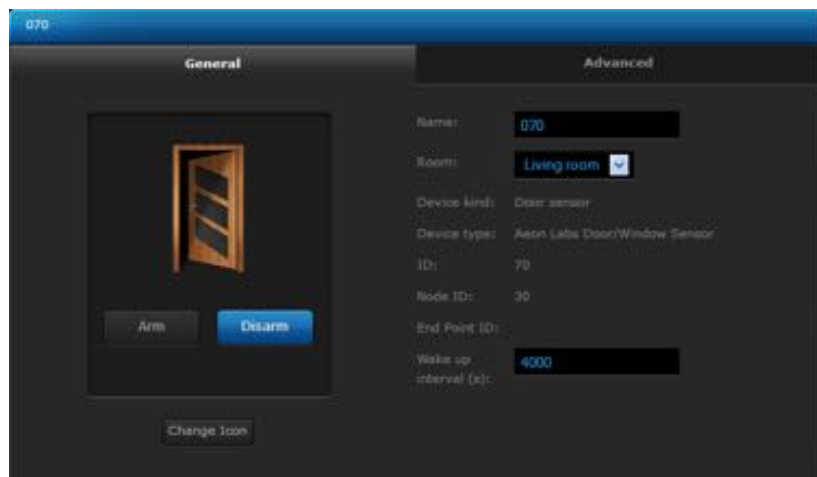 070
General
Advanced
Name:
070
Room:
Living room
Device kind:
Door sensor
Device type:
Aeon Labs Door/Window Sensor
ID:
70
Node ID:
30
End Point ID:
Wake up
interval (s):
4000
Arm
Disarm
Change Icon